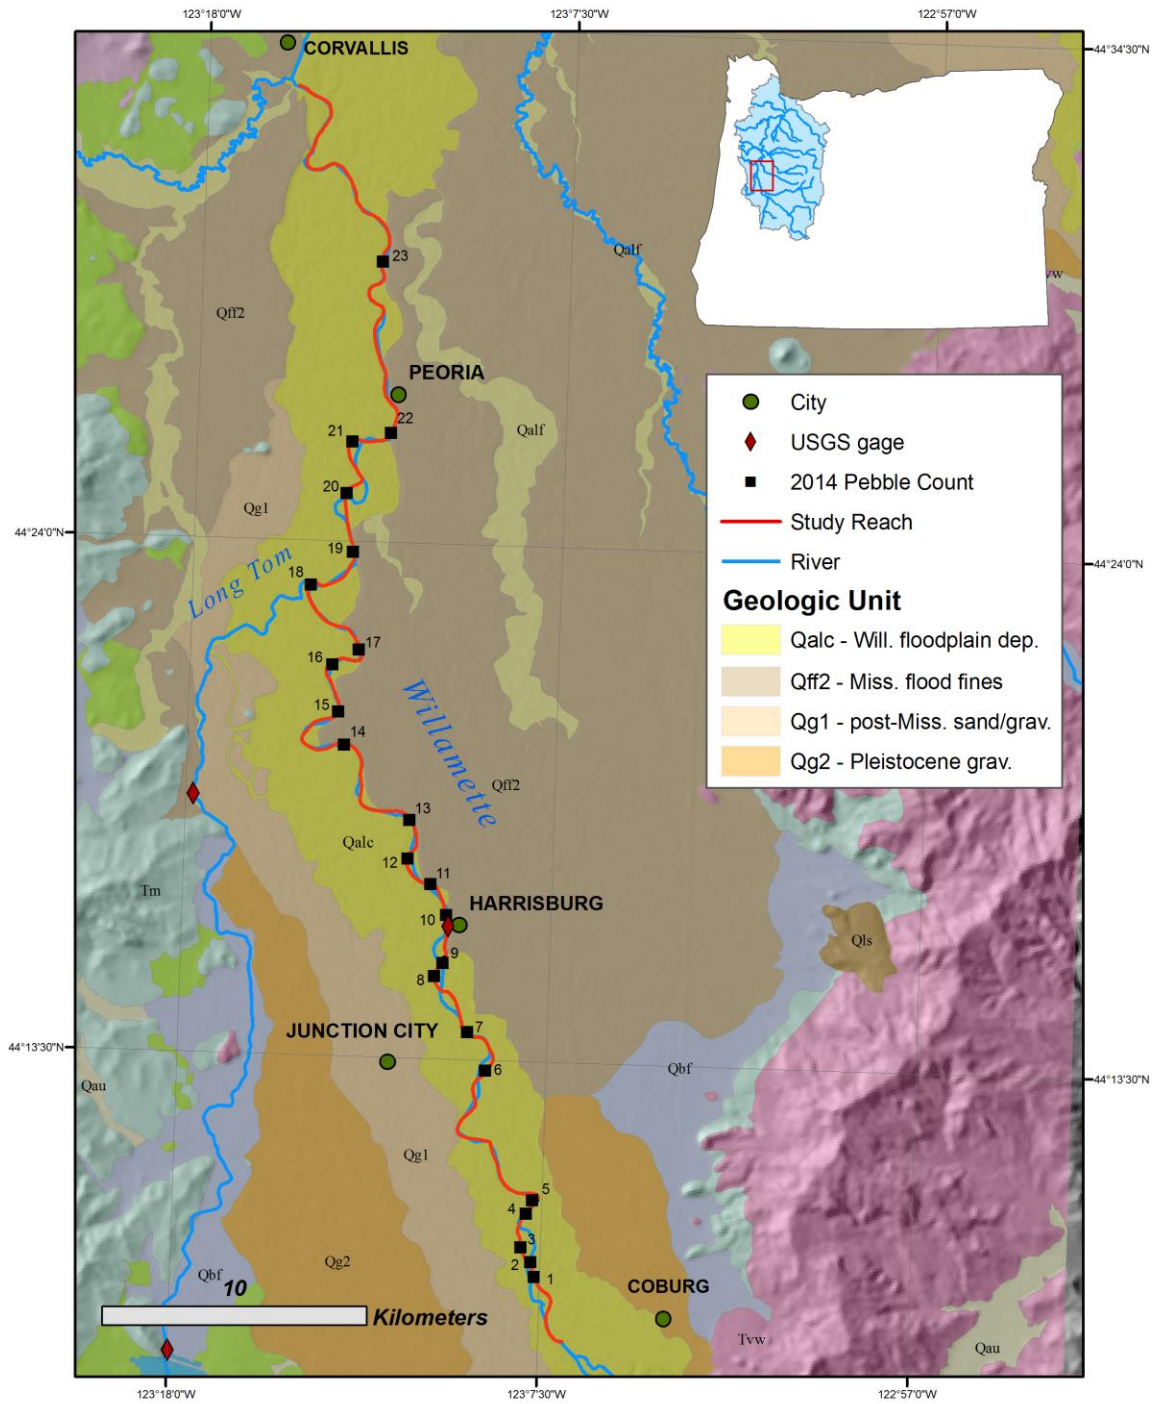 123°18'0"W
123°7'30"W
122°57'0"W
CORVALLIS
44°34'30"N
23
Qalf
vw
Qff2
PEORIA
22
21
Qalf
20
Qg1
44°24'0"N
19
18
Long Tom
17
16
15
14
Willamette
Qff2
13
Qalc
12
11
Tm
10
HARRISBURG
9
8
Qls
JUNCTION CITY
7
44°13'30"N
6
Qbf
Qau
Qg1
5
4
3
2
1
Qg2
Qbf
COBURG
Tvw
Qau
10
Kilometers
City
USGS gage
2014 Pebble Count
Study Reach
River
Geologic Unit
Qalc - Will. floodplain dep.
Qff2 - Miss. flood fines
Qg1 - post-Miss. sand/grav.
Qg2 - Pleistocene grav.
44°24'0"N
44°13'30"N
123°18'0"W
123°7'30"W
122°57'0"W